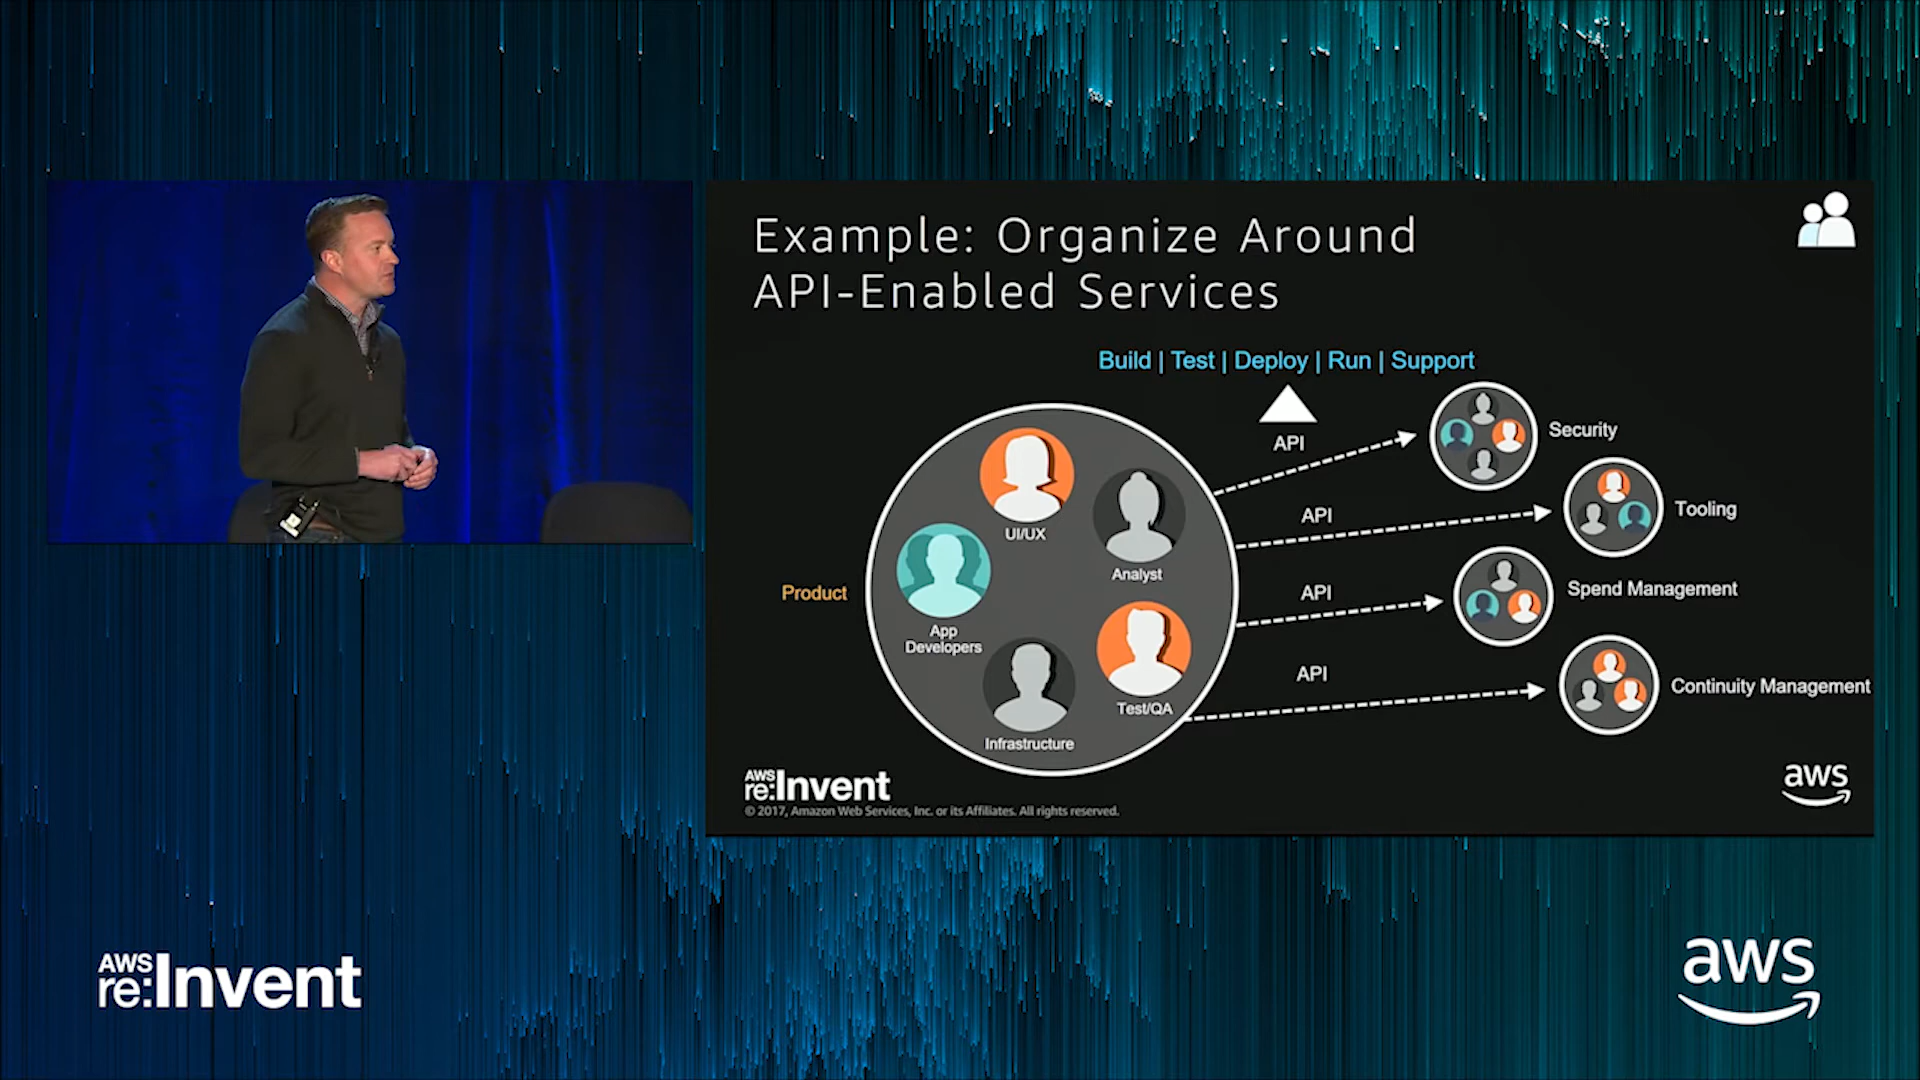 Example: Organize Around
API-Enabled Services
Build | Test | Deploy | Run | Support
API
Security
UI/UX
API
Tooling
Analyst
Product
API
Spend Management
App
Developers
API
Continuity Management
Test/QA
Infrastructure
AWS
re:Invent
© 2017, Amazon Web Services, Inc. or its Affiliates. All rights reserved.
aws
AWS
re:Invent
aws